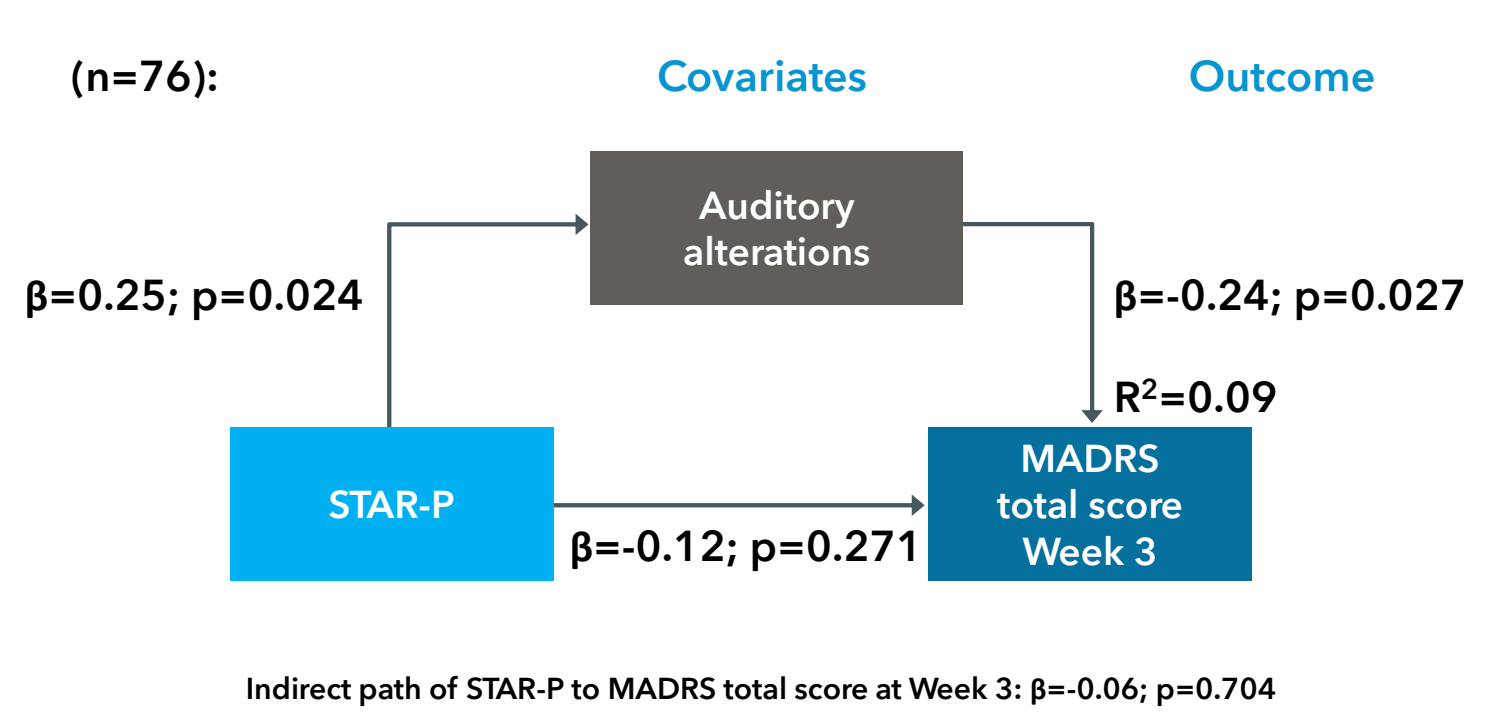 (n=76):
Covariates
Outcome
Auditory
alterations
β=0.25; p=0.024
β=-0.24; p=0.027
R²=0.09
STAR-P
MADRS
total score
Week 3
β=-0.12; p=0.271
Indirect path of STAR-P to MADRS total score at Week 3: β=-0.06; p=0.704